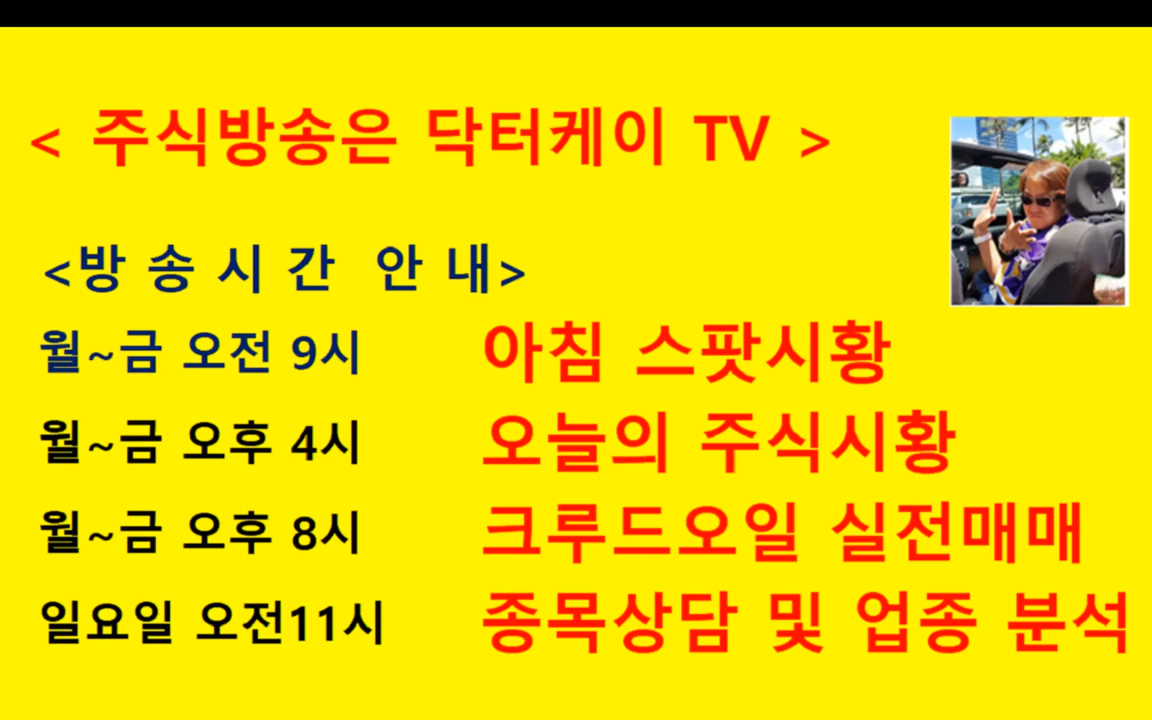 < 주식방송은 닥터케이 TV >
<방 송 시 간 안 내>
월~금 오전 9시 아침 스팟시황
월~금 오후 4시 오늘의 주식시황
월~금 오후 8시 크루드오일 실전매매
일요일 오전11시 종목상담 및 업종 분석